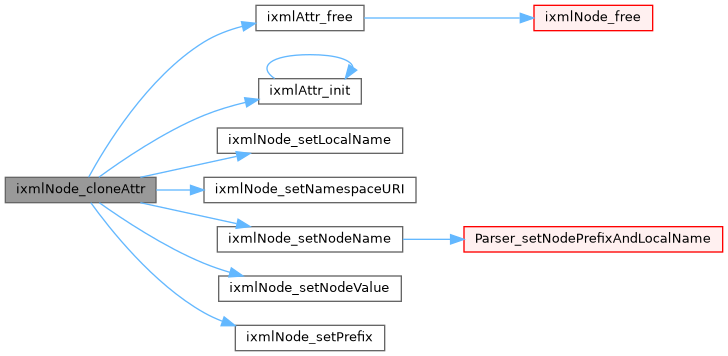 ixmlAttr_free
ixmlNode_free
ixmlAttr_init
ixmlNode_setLocalName
ixmlNode_cloneAttr
ixmlNode_setNamespaceURI
ixmlNode_setNodeName
Parser_setNodePrefixAndLocalName
ixmlNode_setNodeValue
ixmlNode_setPrefix